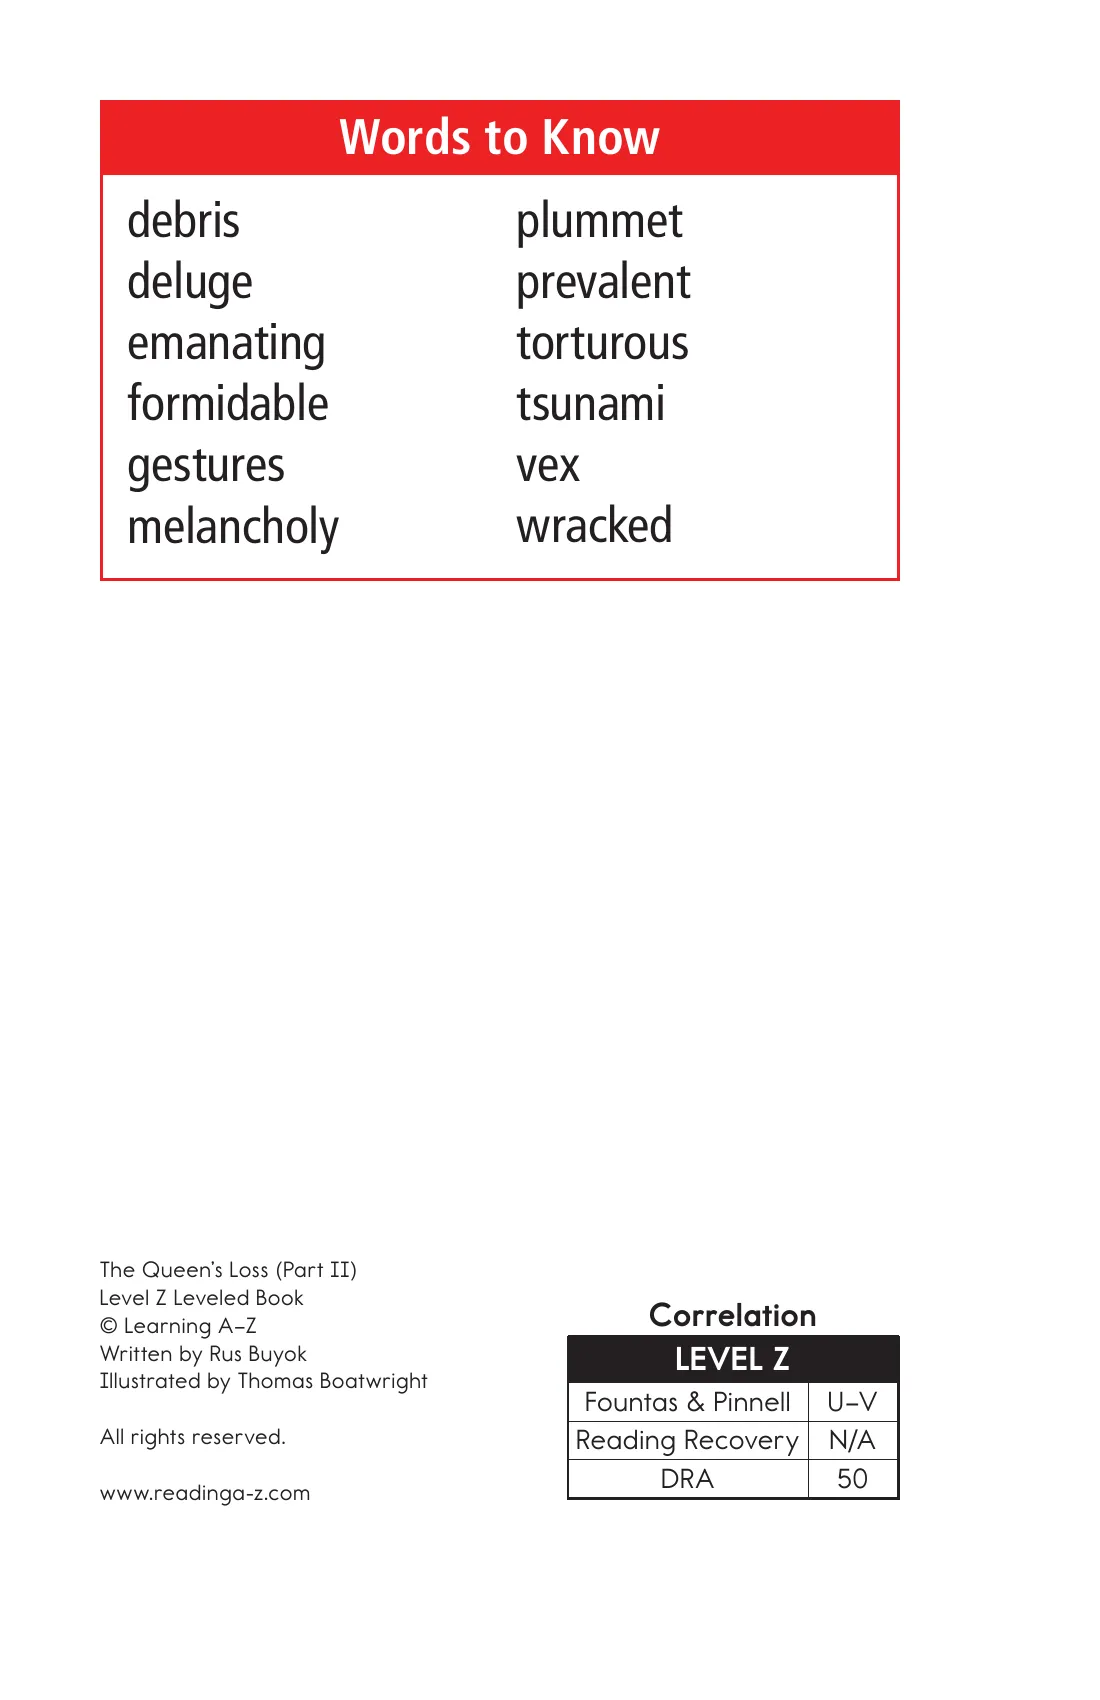 Words to Know
debris
deluge
emanating
formidable
gestures
melancholy
plummet
prevalent
torturous
tsunami
vex
wracked
The Queen's Loss (Part II)
Level Z Leveled Book
© Learning A–Z
Written by Rus Buyok
Illustrated by Thomas Boatwright
All rights reserved.
www.readinga-z.com
Correlation
LEVEL Z
Fountas & Pinnell U–V
Reading Recovery N/A
DRA 50